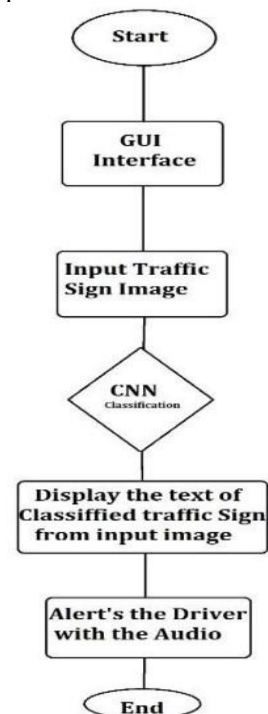 Start
GUI
Interface
Input Traffic
Sign Image
CNN
Classification
Display the text of
Classiffied traffic Sign
from input image
Alert's the Driver
with the Audio
End